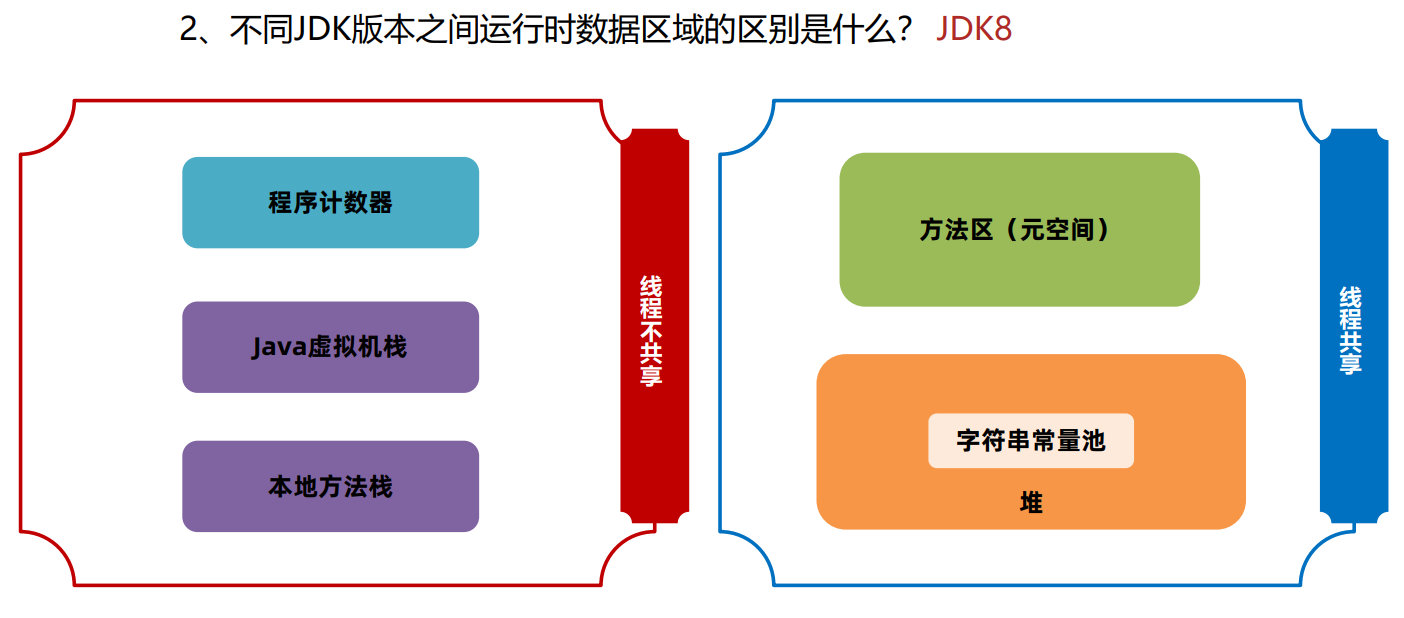 2、不同JDK版本之间运行时数据区域的区别是什么？ JDK8
程序计数器
Java虚拟机栈
本地方法栈
线程不共享
方法区（元空间）
字符串常量池
堆
线程共享